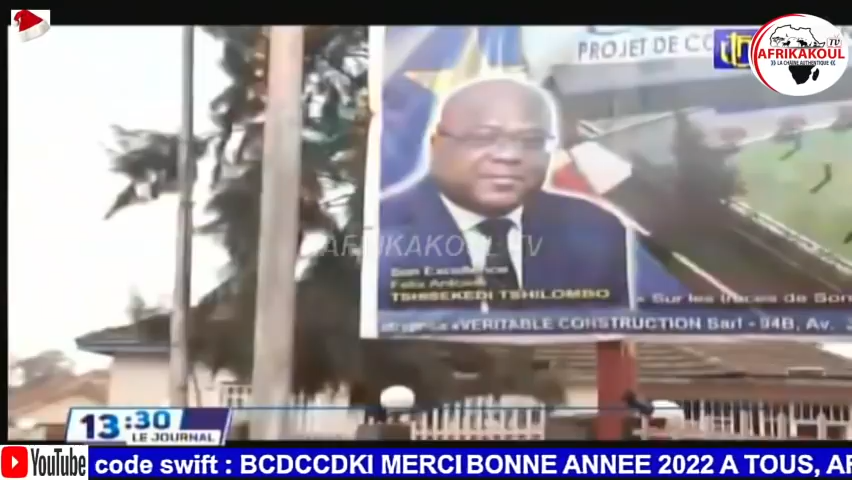 PROJET DE CO
AFRIKAKOUL TV
LA CHAÎNE AUTHENTIQUE
AFRIKAKOUL TV
Son Excellence
Félix Antoine
TSHISEKEDI TSHILOMBO
« Sur les traces de Son
«VERITABLE CONSTRUCTION Sarl - 94B, Av.
13:30
LE JOURNAL
YouTube
code swift : BCDCCDKI MERCI BONNE ANNEE 2022 A TOUS, AF